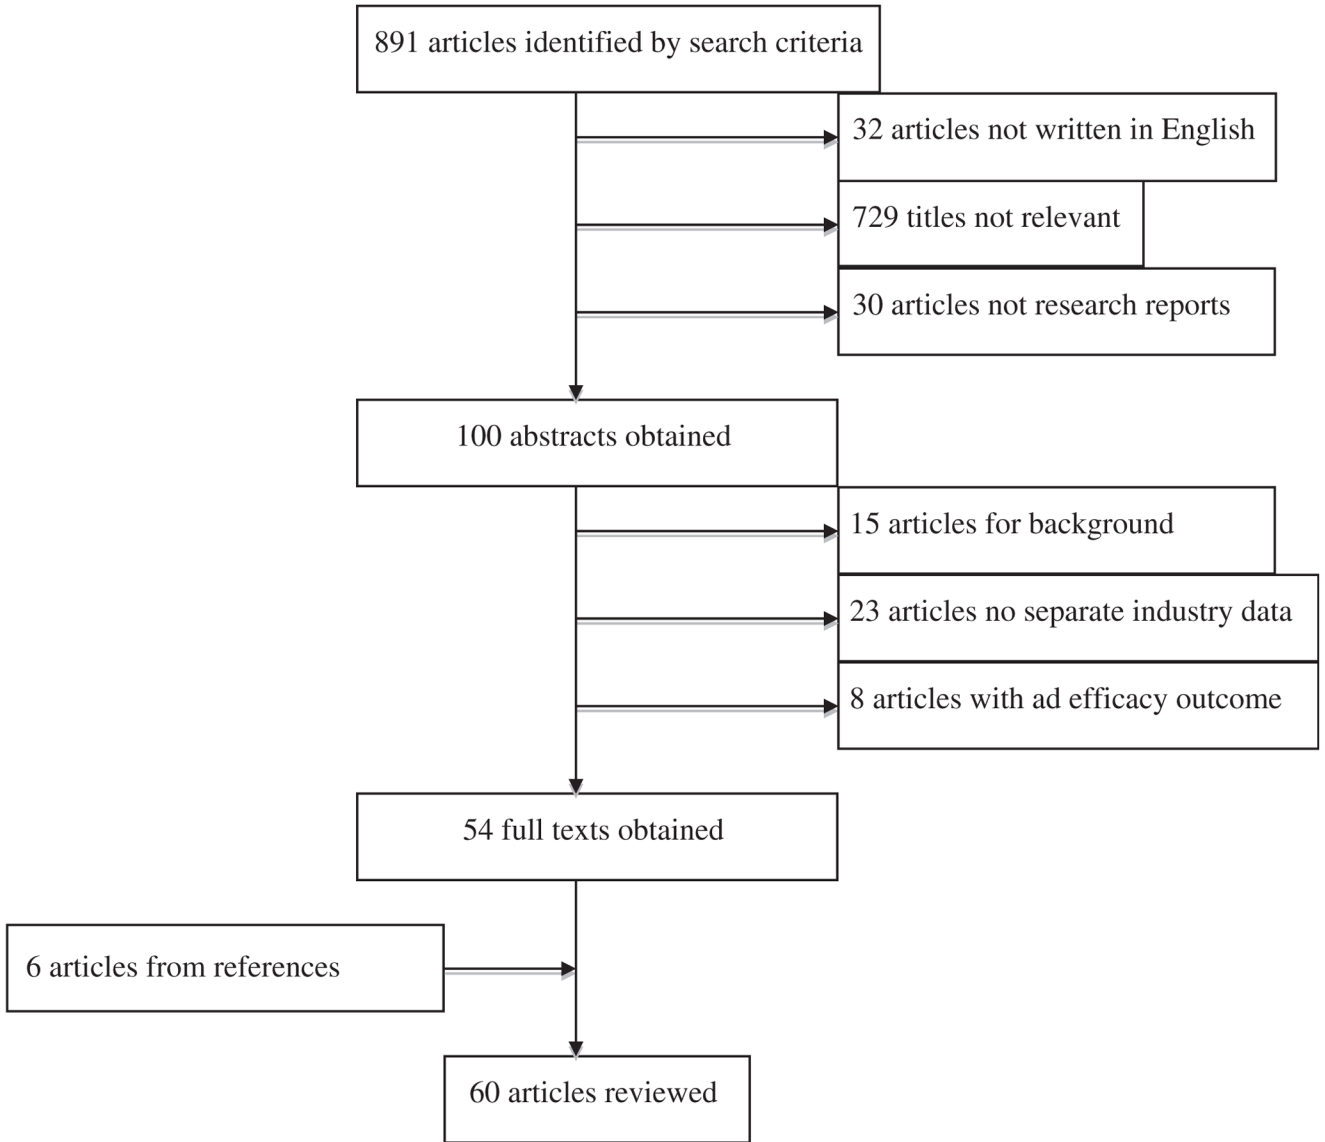 891 articles identified by search criteria
32 articles not written in English
729 titles not relevant
30 articles not research reports
100 abstracts obtained
15 articles for background
23 articles no separate industry data
8 articles with ad efficacy outcome
54 full texts obtained
6 articles from references
60 articles reviewed